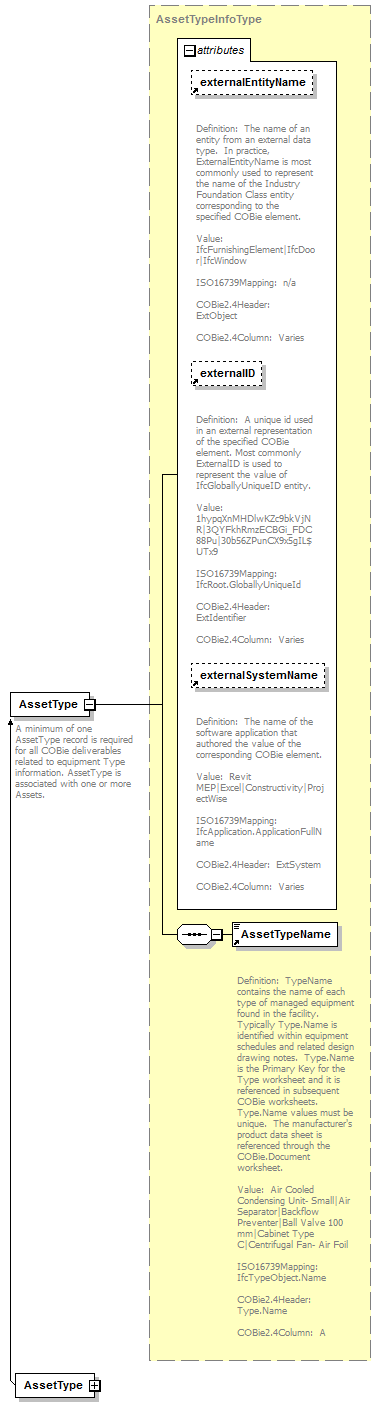 AssetTypeInfoType
attributes
externalEntityName
Definition:  The name of an
entity from an external data
type.  In practice,
ExternalEntityName is most
commonly used to represent
the name of the Industry
Foundation Class entity
corresponding to the
specified COBie element.
Value:
IfcFurnishingElement|IfcDoo
r|IfcWindow
ISO16739Mapping:  n/a
COBie2.4Header:
ExtObject
COBie2.4Column:  Varies
externalID
Definition:  A unique id used
in an external representation
of the specified COBie
element. Most commonly
ExternalID is used to
represent the value of
IfcGloballyUniqueID entity.
Value:
1hypqXnMHDlwKZc9bkVjN
R|3QYFkhRmzECBGi_FDC
88Pu|30b56ZPunCX9x5gIL$
UTx9
ISO16739Mapping:
IfcRoot.GloballyUniqueId
COBie2.4Header:
ExtIdentifier
COBie2.4Column:  Varies
externalSystemName
Definition:  The name of the
software application that
authored the value of the
corresponding COBie element.
Value:  Revit
MEP|Excel|Constructivity|Proj
ectWise
ISO16739Mapping:
IfcApplication.ApplicationFullN
ame
COBie2.4Header:  ExtSystem
COBie2.4Column:  Varies
AssetType
A minimum of one
AssetType record is required
for all COBie deliverables
related to equipment Type
information. AssetType is
associated with one or more
Assets.
AssetTypeName
Definition:  TypeName
contains the name of each
type of managed equipment
found in the facility.
Typically Type.Name is
identified within equipment
schedules and related design
drawing notes.  Type.Name
is the Primary Key for the
Type worksheet and it is
referenced in subsequent
COBie worksheets.
Type.Name values must be
unique.  The manufacturer's
product data sheet is
referenced through the
COBie.Document
worksheet.
Value:  Air Cooled
Condensing Unit- Small|Air
Separator|Backflow
Preventer|Ball Valve 100
mm|Cabinet Type
C|Centrifugal Fan- Air Foil
ISO16739Mapping:
IfcTypeObject.Name
COBie2.4Header:
Type.Name
COBie2.4Column:  A
AssetType